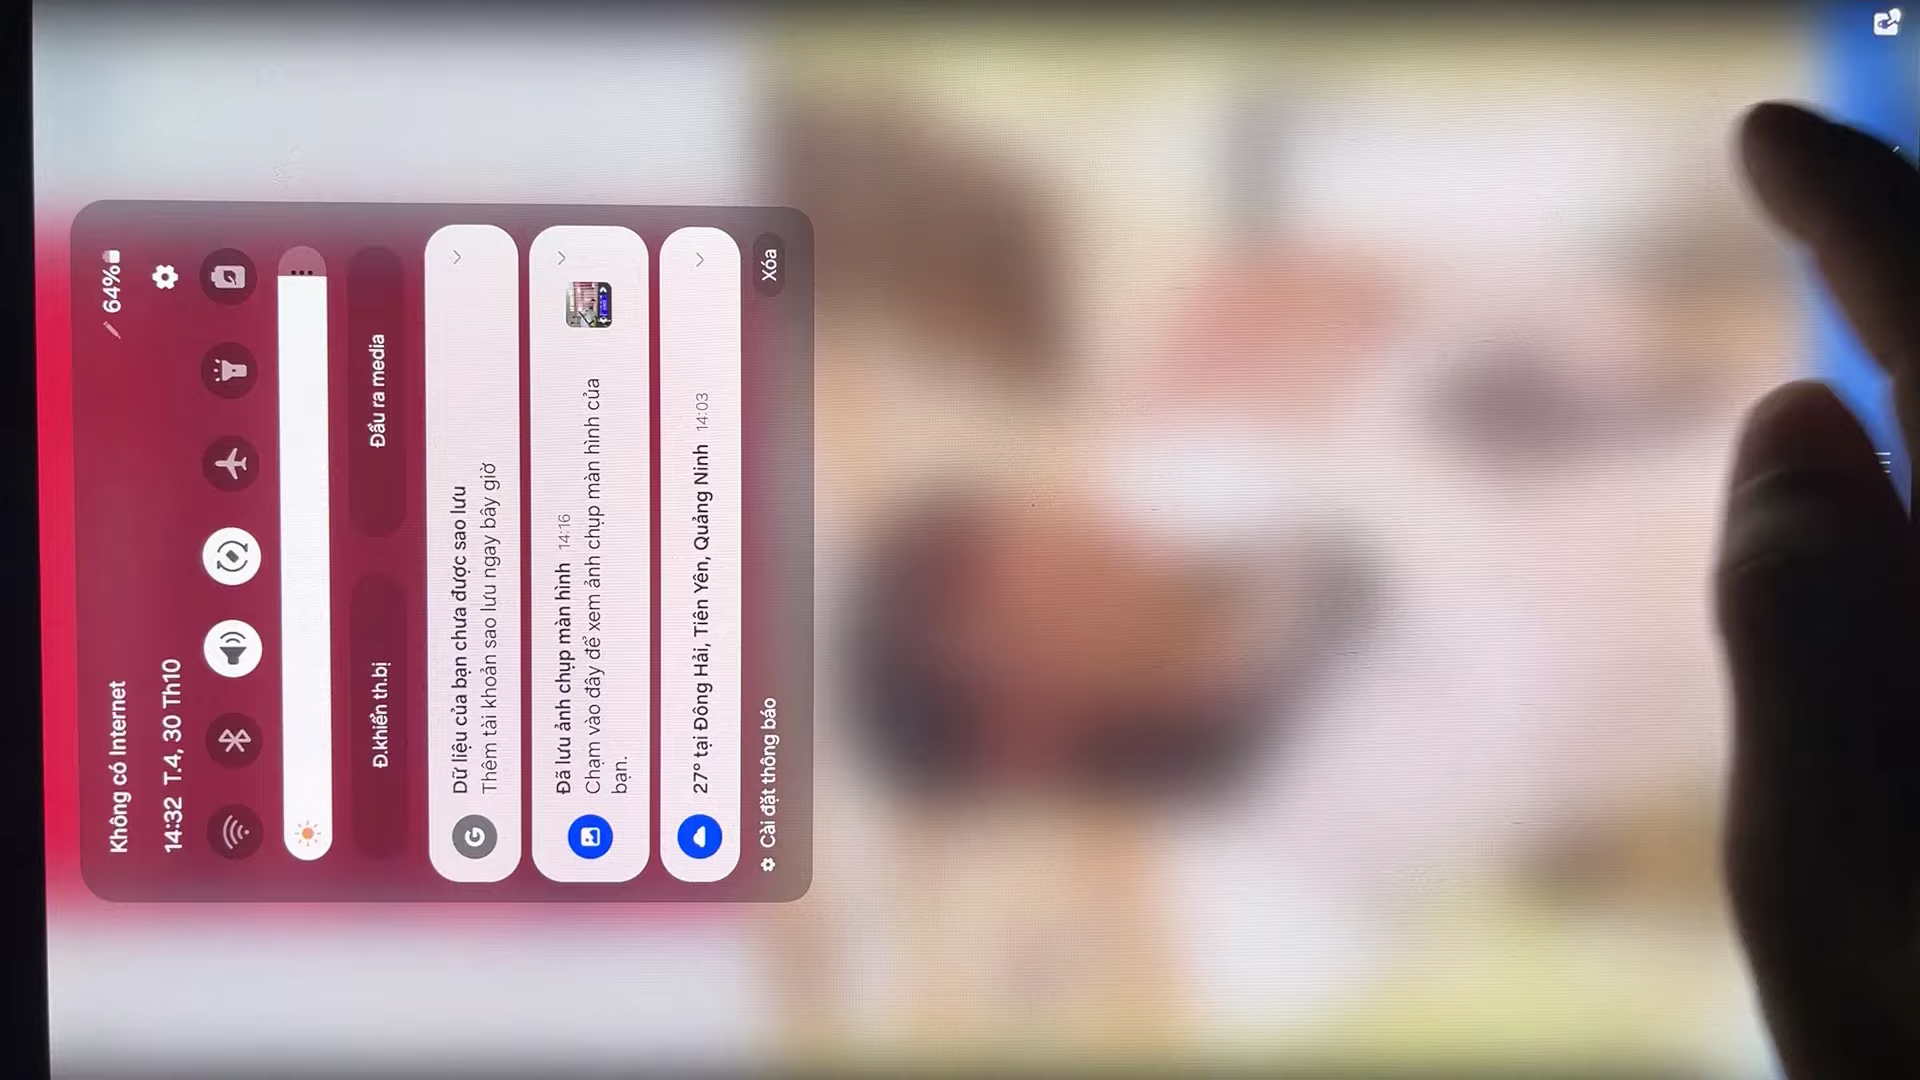 Không có Internet
64%
14:32 T.4, 30 Th10
Đ.khiển th.bị
Đầu ra media
Dữ liệu của bạn chưa được sao lưu
Thêm tài khoản sao lưu ngay bây giờ
Đã lưu ảnh chụp màn hình 14:16
Chạm vào đây để xem ảnh chụp màn hình của
bạn.
27° tại Đông Hải, Tiên Yên, Quảng Ninh 14:03
Cài đặt thông báo
Xóa